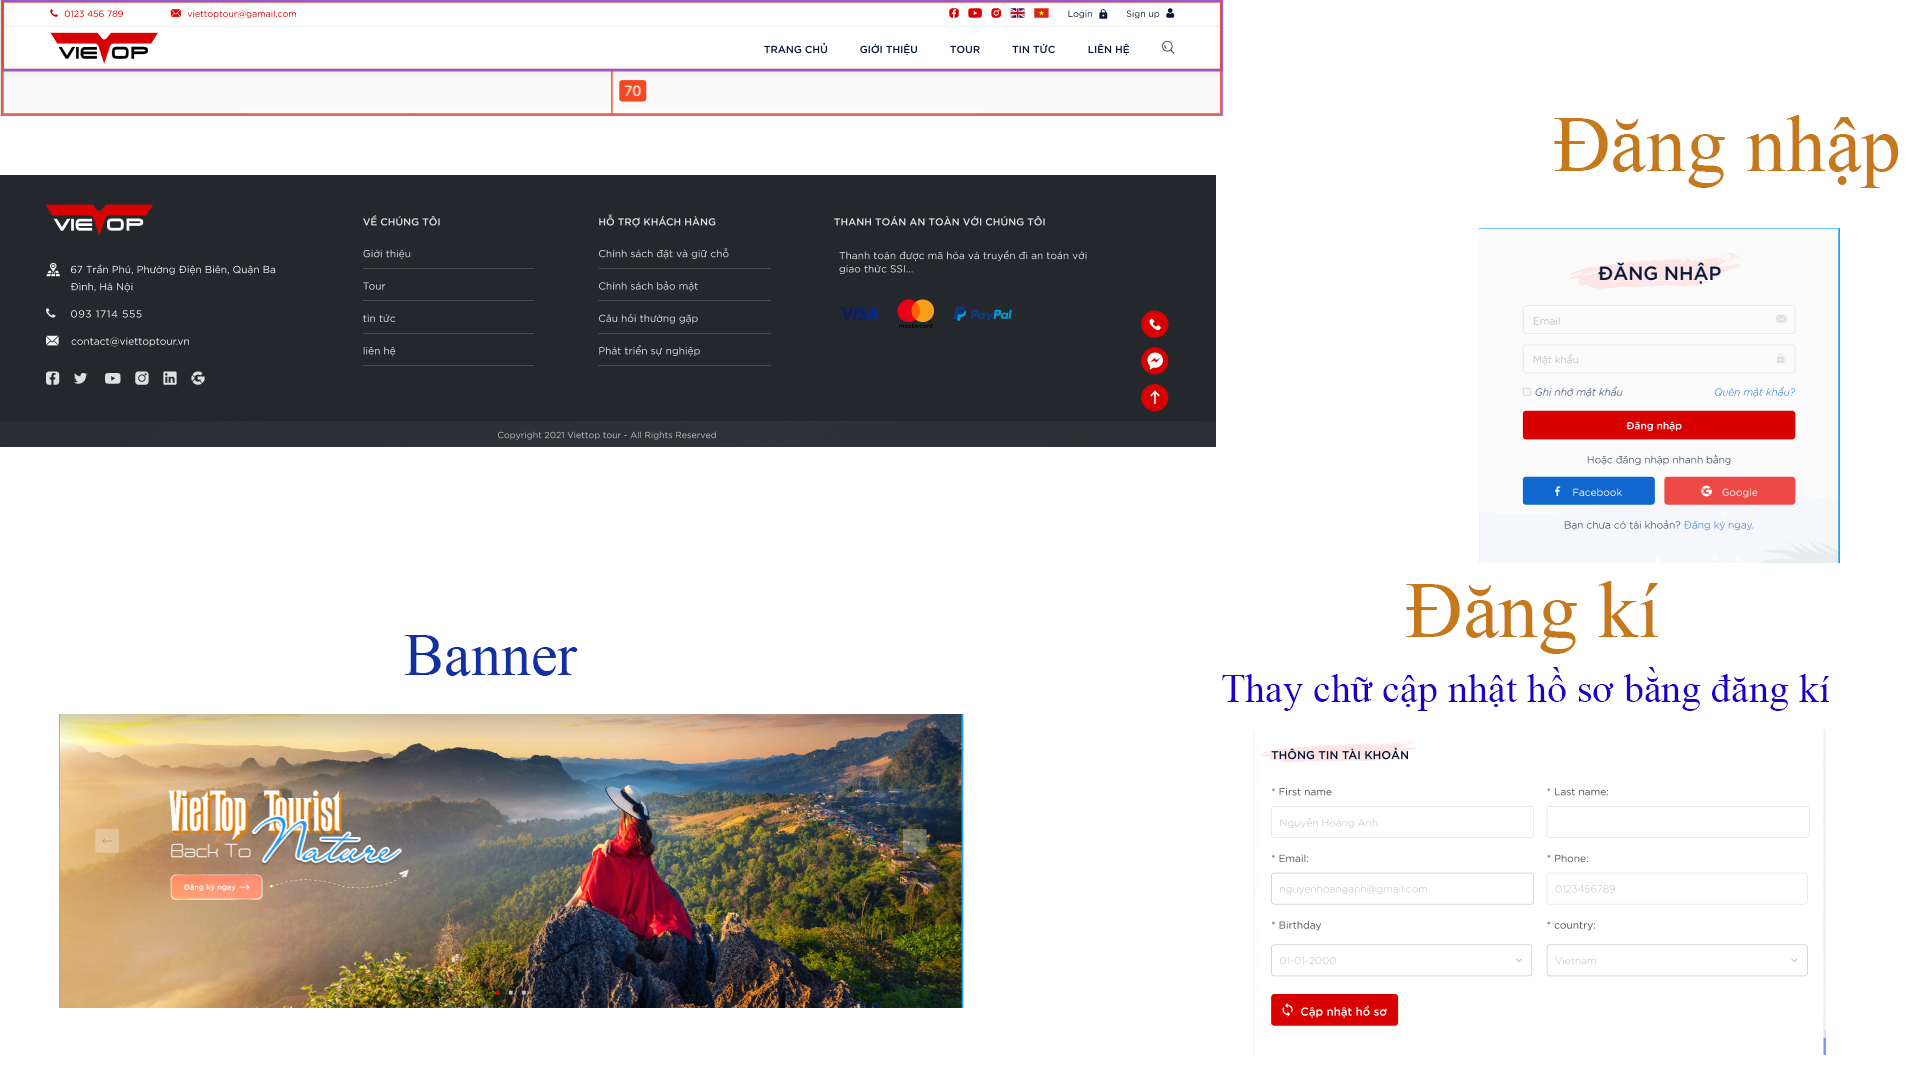 0123 456 789
viettoptour@gamail.com
Login
Sign up
VIETOP
TRANG CHỦ
GIỚI THIỆU
TOUR
TIN TỨC
LIÊN HỆ
70
VIETOP
67 Trần Phú, Phường Điện Biên, Quận Ba
Đình, Hà Nội
093 1714 555
contact@viettoptour.vn
VỀ CHÚNG TÔI
Giới thiệu
Tour
tin tức
liên hệ
HỖ TRỢ KHÁCH HÀNG
Chính sách đặt và giữ chỗ
Chính sách bảo mật
Câu hỏi thường gặp
Phát triển sự nghiệp
THANH TOÁN AN TOÀN VỚI CHÚNG TÔI
Thanh toán được mã hóa và truyền đi an toàn với
giao thức SSl...
VISA
mastercard
PayPal
Copyright 2021 Viettop tour - All Rights Reserved
Đăng nhập
ĐĂNG NHẬP
Email
Mật khẩu
Ghi nhớ mật khẩu
Quên mật khẩu?
Đăng nhập
Hoặc đăng nhập nhanh bằng
Facebook
Google
Bạn chưa có tài khoản? Đăng ký ngay.
Banner
VietTop Tourist
Back To Nature
Đăng ký ngay
Đăng kí
Thay chữ cập nhật hồ sơ bằng đăng kí
THÔNG TIN TÀI KHOẢN
* First name
* Last name:
Nguyễn Hoàng Anh
* Email:
* Phone:
nguyenhoanganh@gmail.com
0123456789
* Birthday
* country:
01-01-2000
Vietnam
Cập nhật hồ sơ